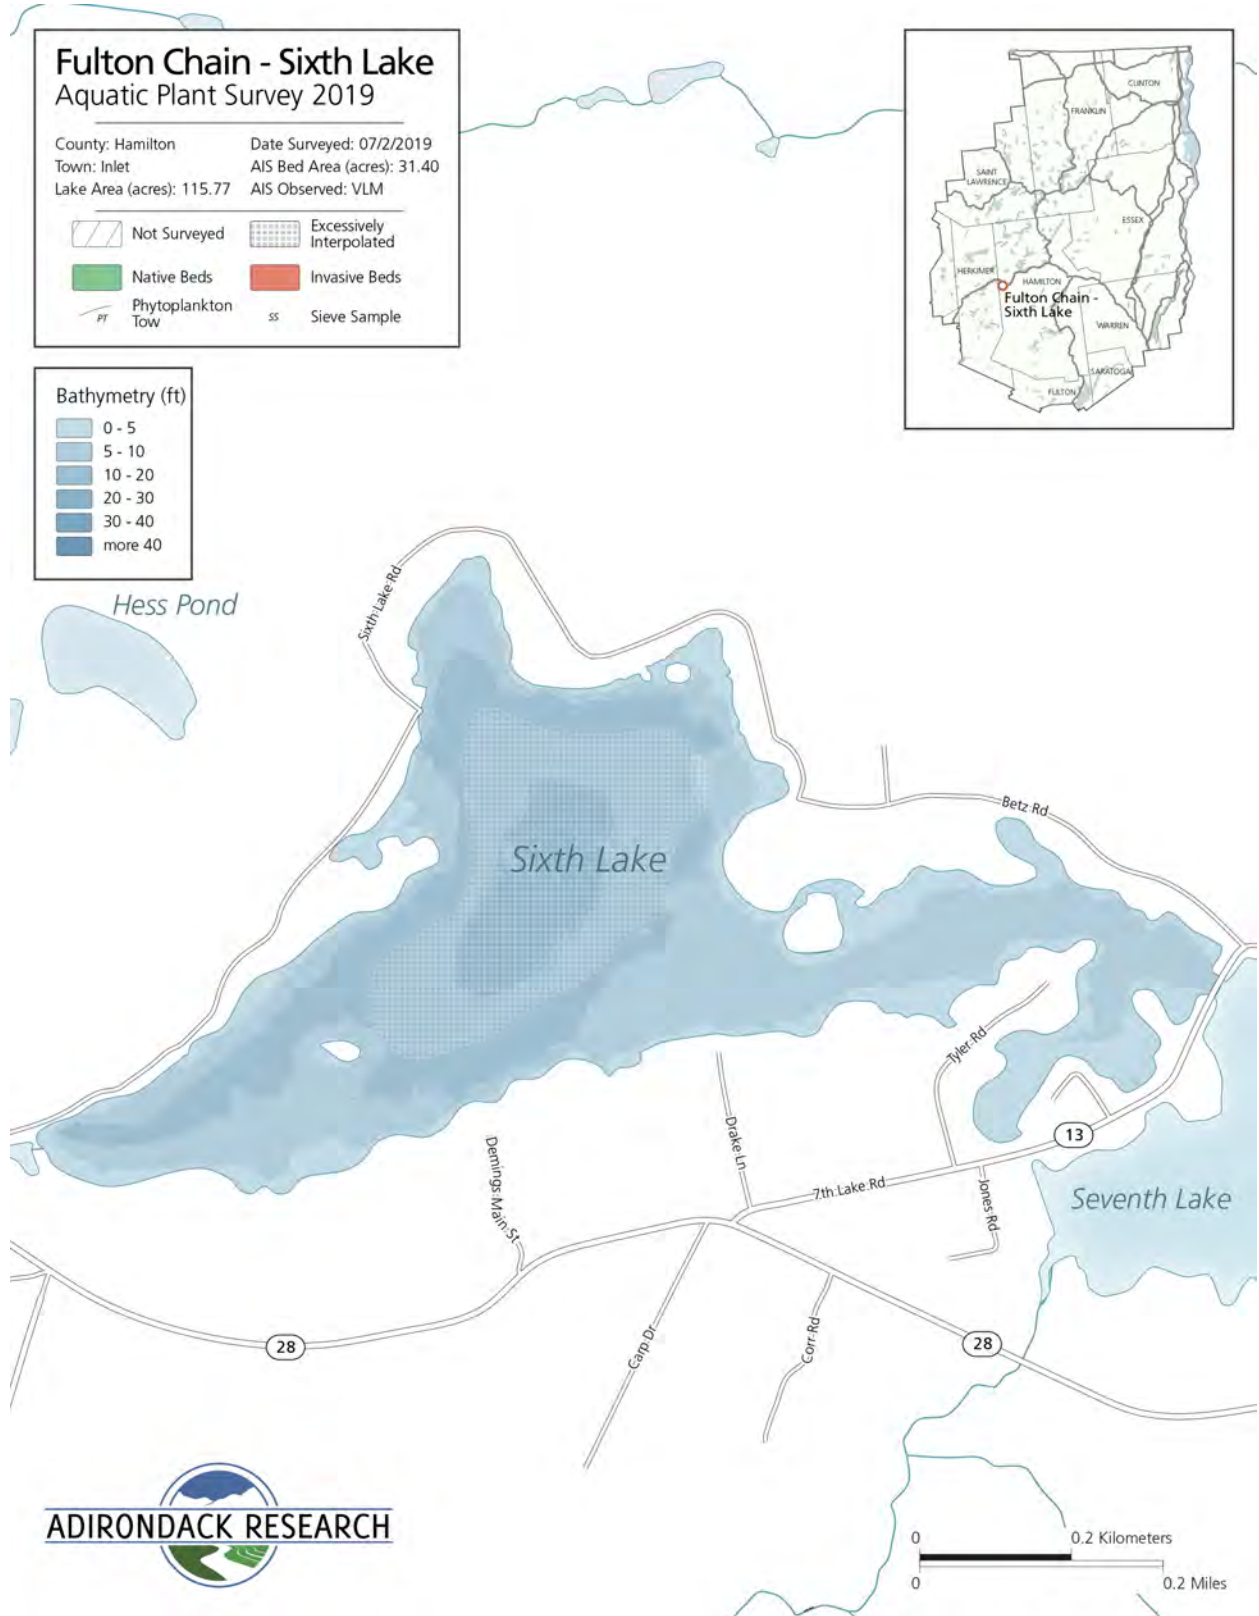 Fulton Chain - Sixth Lake
Aquatic Plant Survey 2019
County: Hamilton
Date Surveyed: 07/2/2019
Town: Inlet
AIS Bed Area (acres): 31.40
Lake Area (acres): 115.77
AIS Observed: VLM
Not Surveyed
Excessively
Interpolated
Native Beds
Invasive Beds
PT
Phytoplankton
Tow
SS
Sieve Sample
CLINTON
FRANKLIN
SAINT
LAWRENCE
ESSEX
HERKIMER
HAMILTON
Fulton Chain -
Sixth Lake
WARREN
SARATOGA
FULTON
Bathymetry (ft)
0 - 5
5 - 10
10 - 20
20 - 30
30 - 40
more 40
Hess Pond
Sixth Lake Rd
Betz Rd
Sixth Lake
Tyler Rd
13
Drake Ln
Demings Main St
7th Lake Rd
Jones Rd
Seventh Lake
28
Carp Dr
Corr Rd
28
ADIRONDACK RESEARCH
0
0.2 Kilometers
0
0.2 Miles